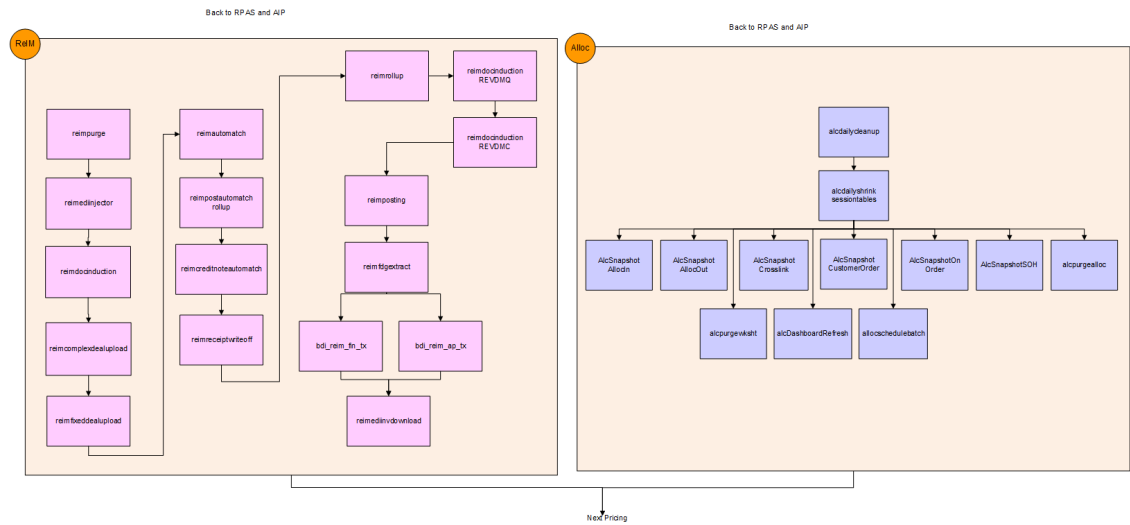 Back to RPAS and AIP
Back to RPAS and AIP
ReIM
Alloc
reimpurge
reimediinjector
reimdocinduction
reimcomplexdealupload
reimfixeddealupload
reimautomatch
reimpostautomatch
rollup
reimcreditnoteautomatch
reimreceiptwriteoff
reimrollup
reimdocinduction
REVDMQ
reimdocinduction
REVDMC
reimposting
reimfdgextract
bdi_reim_fin_tx
bdi_reim_ap_tx
reimediinvdownload
alcdailycleanup
alcdailyshrink
sessiontables
AlcSnapshot
AllocIn
AlcSnapshot
AllocOut
AlcSnapshot
Crosslink
AlcSnapshot
CustomerOrder
AlcSnapshotOn
Order
AlcSnapshotSOH
alcpurgealloc
alcpurgewksht
alcDashboardRefresh
allocschedulebatch
Next Pricing